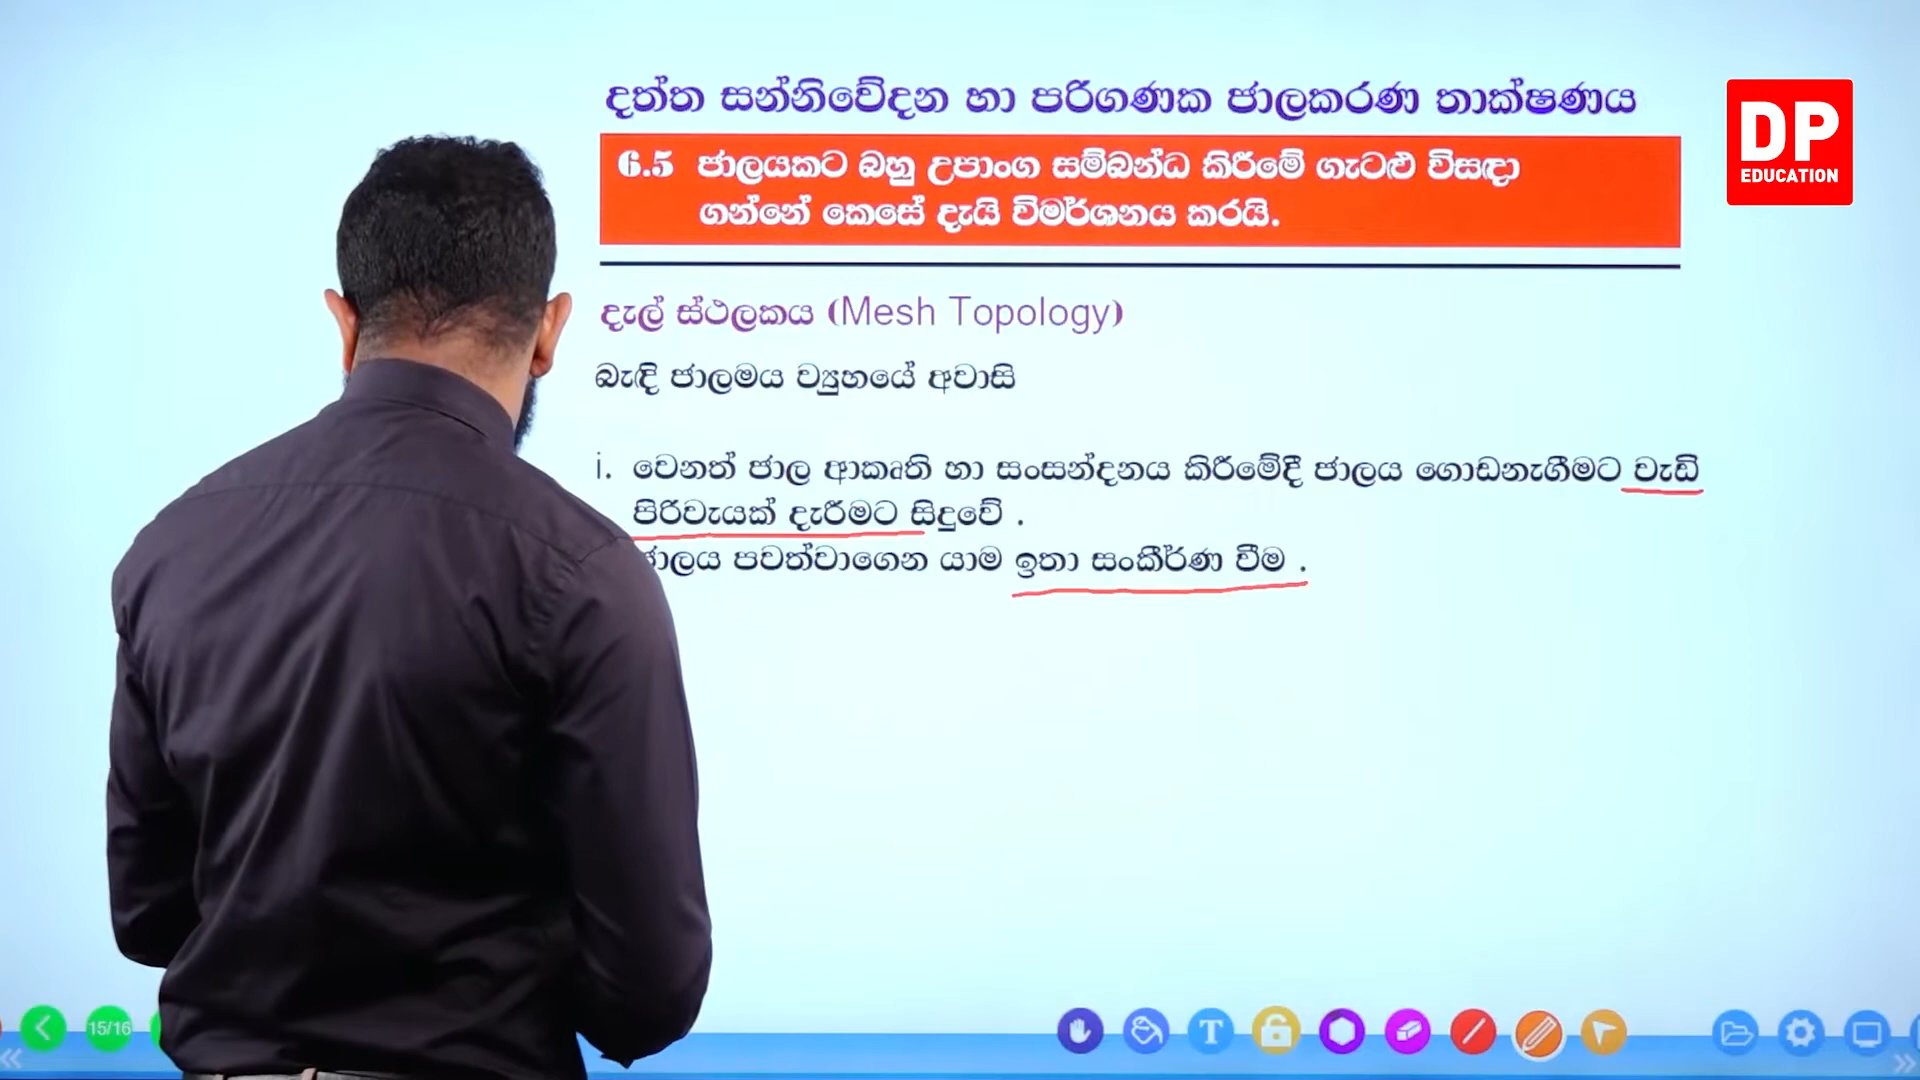 දත්ත සන්නිවේදන හා පරිගණක ජාලකරණ තාක්ෂණය
DP
EDUCATION
6.5 ජාලයකට බහු උපාංග සම්බන්ධ කිරීමේ ගැටළු විසඳා
ගන්නේ කෙසේ දැයි විමර්ශනය කරයි.
දැල් ස්ථලකය (Mesh Topology)
බැඳි ජාලමය ව්‍යුහයේ අවාසි
i. වෙනත් ජාල ආකෘති හා සංසන්දනය කිරීමේදී ජාලය ගොඩනැගීමට වැඩි
පිරිවැයක් දැරීමට සිදුවේ .
පවත්වාගෙන යාම ඉතා සංකීර්ණ වීම .
15/16
T